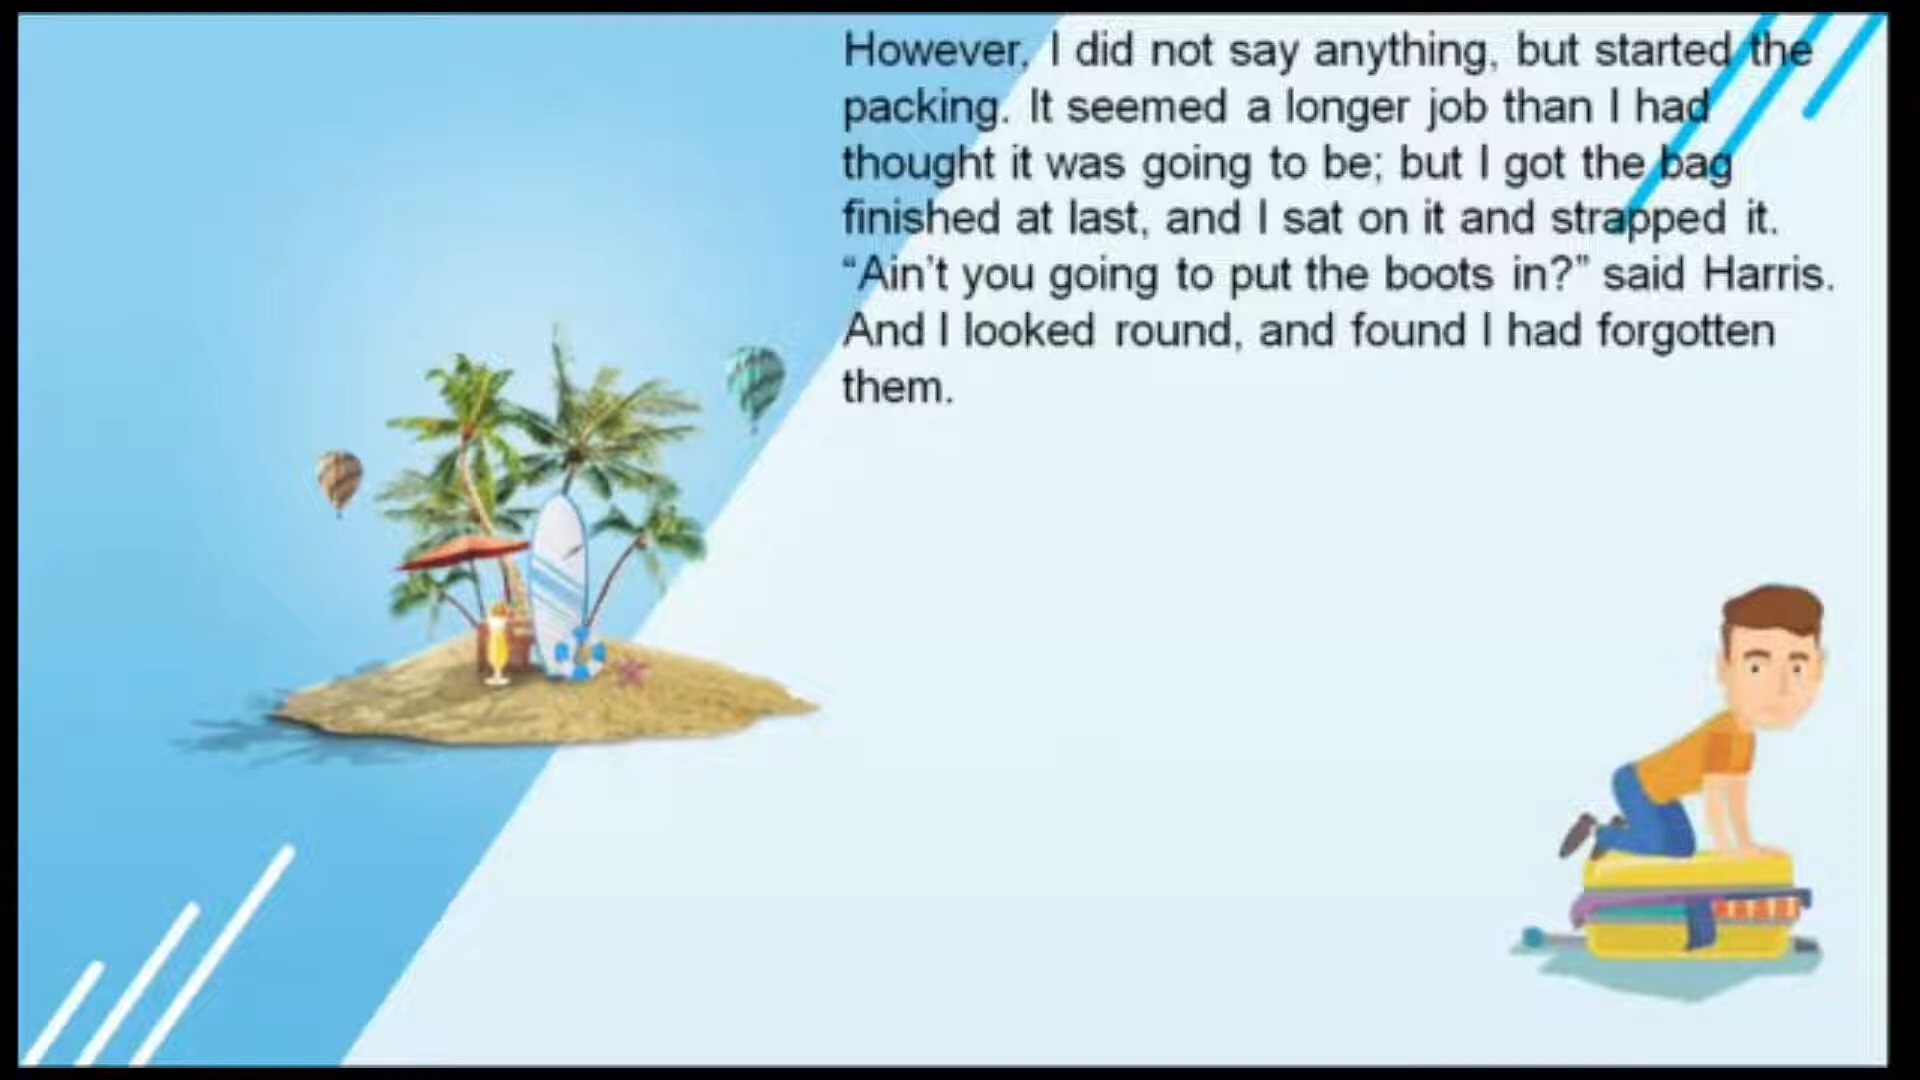 However, I did not say anything, but started the
packing. It seemed a longer job than I had
thought it was going to be; but I got the bag
finished at last, and I sat on it and strapped it.
“Ain’t you going to put the boots in?” said Harris.
And I looked round, and found I had forgotten
them.